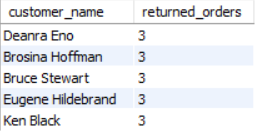 customer_name returned_orders
Deanra Eno 3
Brosina Hoffman 3
Bruce Stewart 3
Eugene Hildebrand 3
Ken Black 3